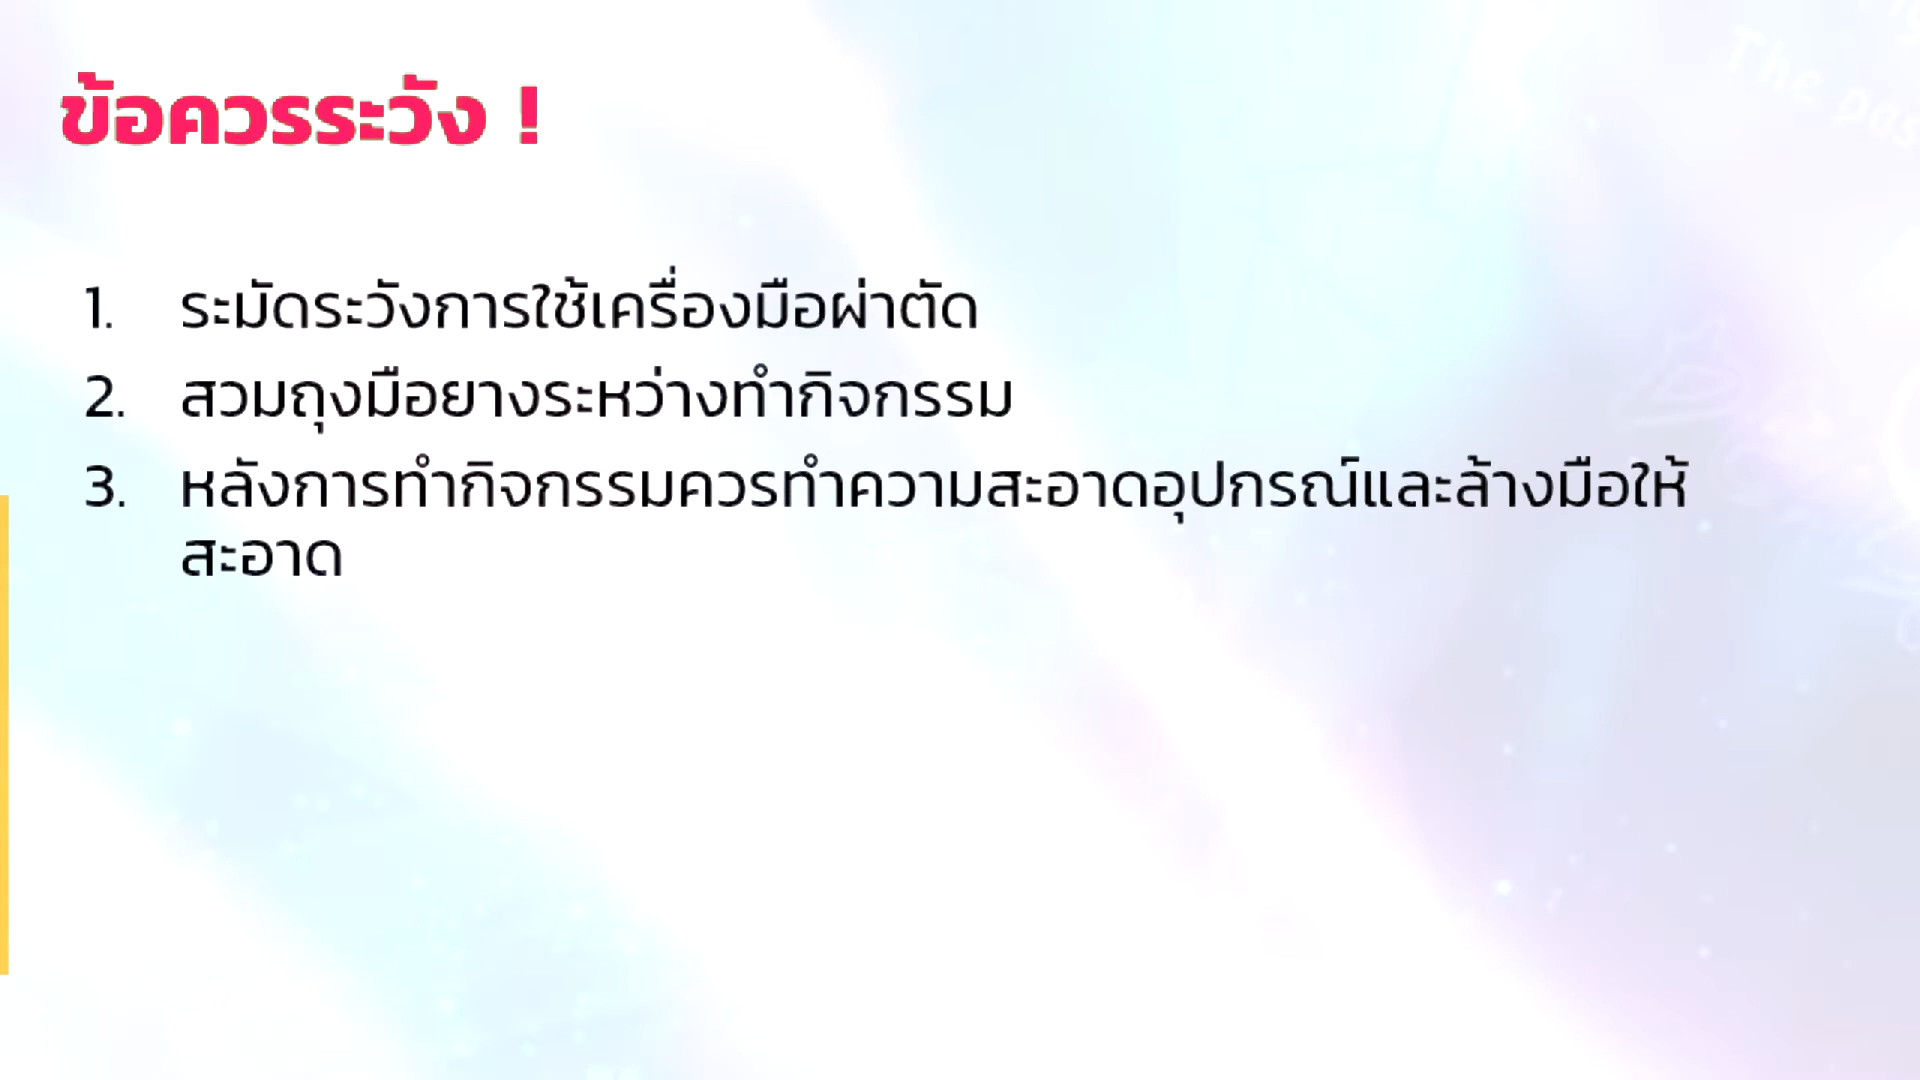 ข้อควรระวัง !
The pas
1. ระมัดระวังการใช้เครื่องมือผ่าตัด
2. สวมถุงมือยางระหว่างทำกิจกรรม
3. หลังการทำกิจกรรมควรทำความสะอาดอุปกรณ์และล้างมือให้
สะอาด